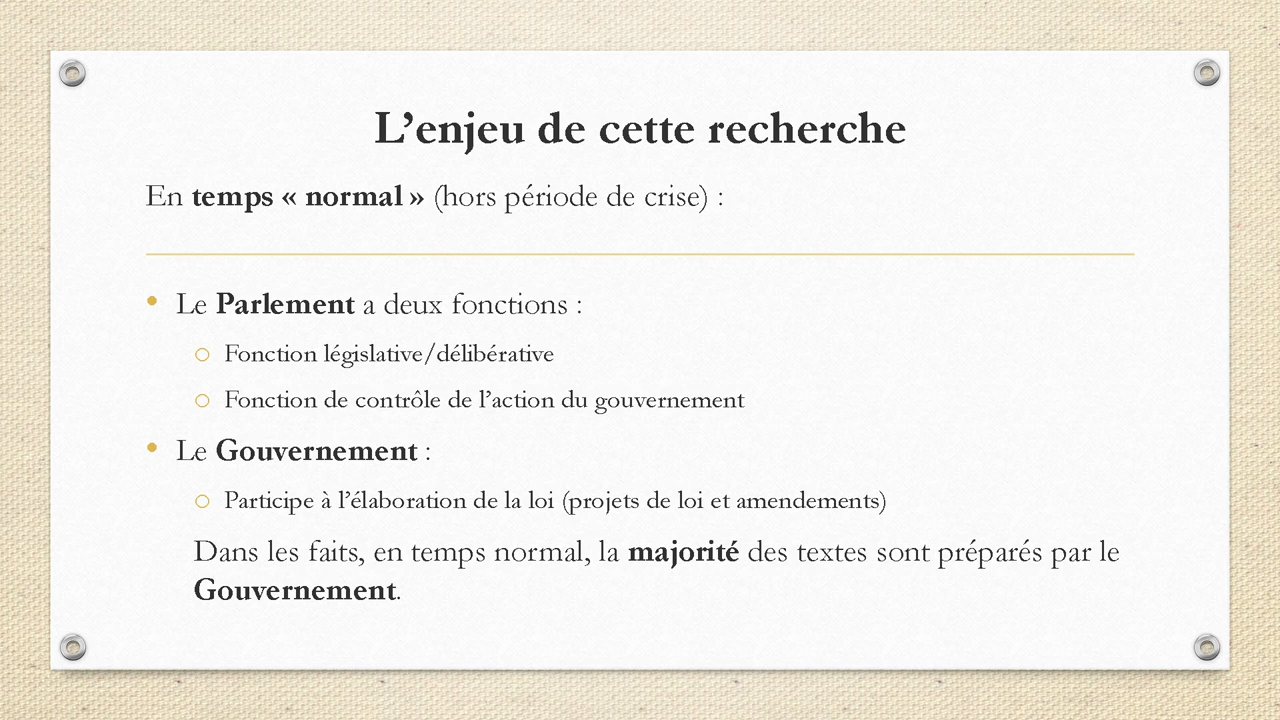 L’enjeu de cette recherche
En temps « normal » (hors période de crise) :
• Le Parlement a deux fonctions :
o Fonction législative/délibérative
o Fonction de contrôle de l’action du gouvernement
• Le Gouvernement :
o Participe à l’élaboration de la loi (projets de loi et amendements)
Dans les faits, en temps normal, la majorité des textes sont préparés par le
Gouvernement.